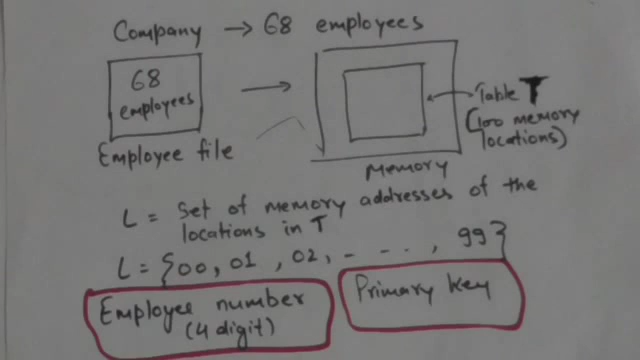 Company → 68 employees
68
employees
Employee file
Table T
(100 memory
locations)
Memory
L = Set of memory addresses of the
locations in T
L = {00, 01, 02, - - - - , 99}
Employee number
(4 digit)
Primary key